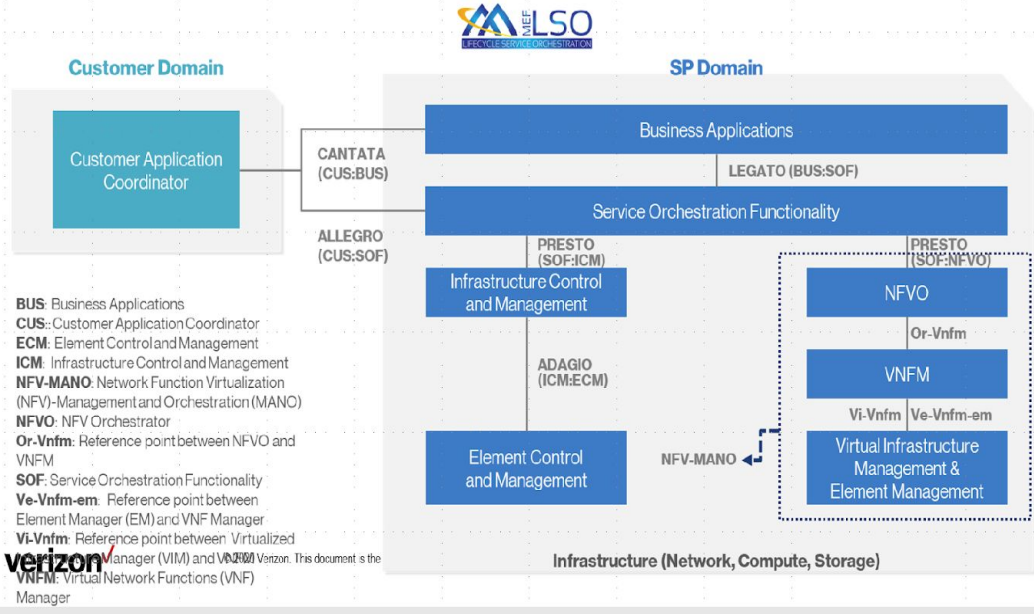 MEF LSO
LIFECYCLE SERVICE ORCHESTRATION
Customer Domain
SP Domain
Customer Application
Coordinator
CANTATA
(CUS:BUS)
ALLEGRO
(CUS:SOF)
Business Applications
LEGATO (BUS:SOF)
Service Orchestration Functionality
PRESTO
(SOF:ICM)
PRESTO
(SOF:NFVO)
Infrastructure Control
and Management
NFVO
Or-Vnfm
ADAGIO
(ICM:ECM)
VNFM
Vi-Vnfm
Ve-Vnfm-em
Element Control
and Management
NFV-MANO
Virtual Infrastructure
Management &
Element Management
Infrastructure (Network, Compute, Storage)
BUS: Business Applications
CUS:: Customer Application Coordinator
ECM: Element Control and Management
ICM: Infrastructure Control and Management
NFV-MANO: Network Function Virtualization
(NFV)-Management and Orchestration (MANO)
NFVO: NFV Orchestrator
Or-Vnfm: Reference point between NFVO and
VNFM
SOF: Service Orchestration Functionality
Ve-Vnfm-em: Reference point between
Element Manager (EM) and VNF Manager
Vi-Vnfm: Reference point between Virtualized
Infrastructure Manager (VIM) and
VNFM: Virtual Network Functions (VNF)
Manager
verizon
Verizon. This document is the